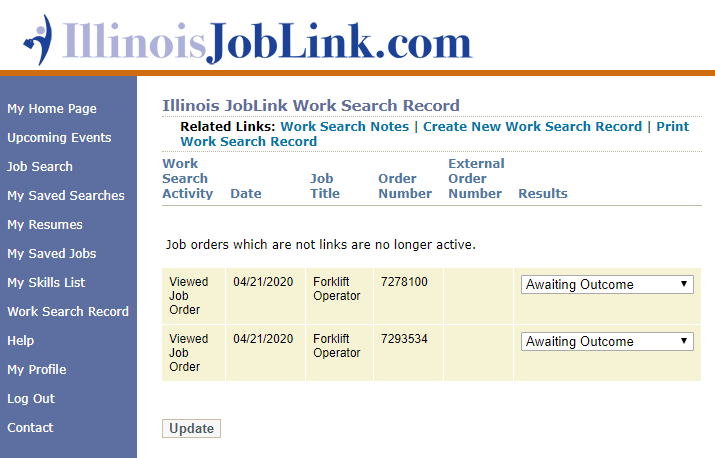 IllinoisJobLink.com
My Home Page
Upcoming Events
Job Search
My Saved Searches
My Resumes
My Saved Jobs
My Skills List
Work Search Record
Help
My Profile
Log Out
Contact
Illinois JobLink Work Search Record
Related Links: Work Search Notes | Create New Work Search Record | Print
Work Search Record
Work Search Activity Date Job Title Order Number External Order Number Results
Job orders which are not links are no longer active.
Viewed Job Order 04/21/2020 Forklift Operator 7278100 Awaiting Outcome
Viewed Job Order 04/21/2020 Forklift Operator 7293534 Awaiting Outcome
Update